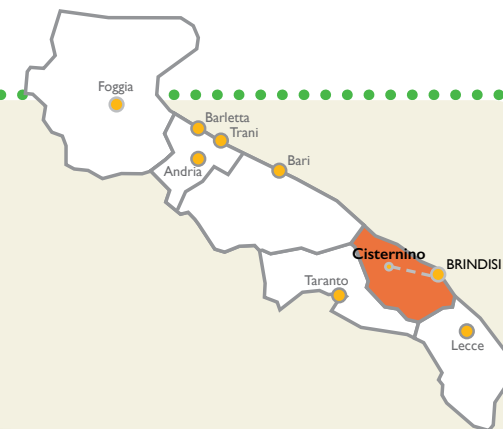 Foggia
Barletta
Trani
Andria
Bari
Cisternino
BRINDISI
Taranto
Lecce